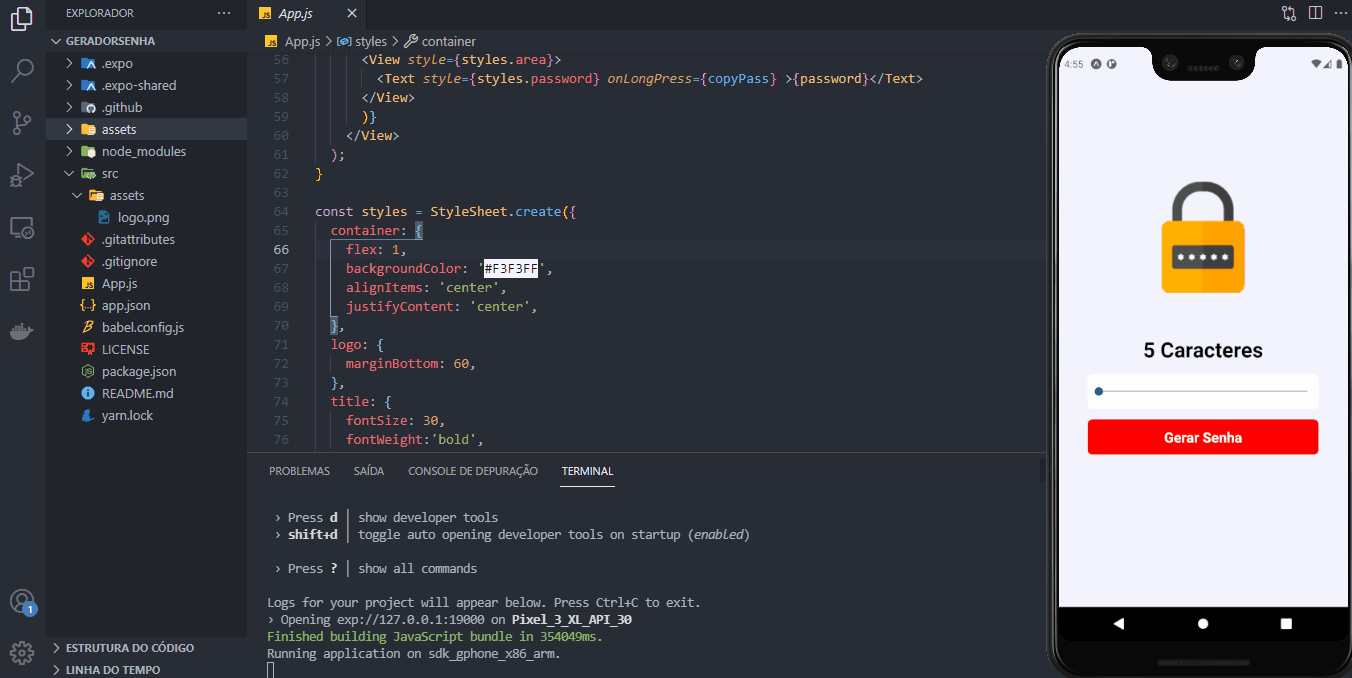 EXPLORADOR
GERADORSENHA
.expo
.expo-shared
.github
assets
node_modules
src
assets
logo.png
.gitattributes
.gitignore
JS App.js
{..} app.json
babel.config.js
LICENSE
package.json
README.md
yarn.lock
1
ESTRUTURA DO CÓDIGO
LINHA DO TEMPO
JS App.js
JS App.js > styles > container
56 <View style={styles.area}>
57 <Text style={styles.password} onLongPress={copyPass} >{password}</Text>
58 </View>
59 )}
60 </View>
61 );
62 }
63
64 const styles = StyleSheet.create({
65 container: {
66 flex: 1,
67 backgroundColor: '#F3F3FF',
68 alignItems: 'center',
69 justifyContent: 'center',
70 },
71 logo: {
72 marginBottom: 60,
73 },
74 title: {
75 fontSize: 30,
76 fontWeight:'bold',
PROBLEMAS SAÍDA CONSOLE DE DEPURAÇÃO TERMINAL
› Press d │ show developer tools
› shift+d │ toggle auto opening developer tools on startup (enabled)
› Press ? │ show all commands
Logs for your project will appear below. Press Ctrl+C to exit.
› Opening exp://127.0.0.1:19000 on Pixel_3_XL_API_30
Finished building JavaScript bundle in 354049ms.
Running application on sdk_gphone_x86_arm.
4:55
*****
5 Caracteres
Gerar Senha